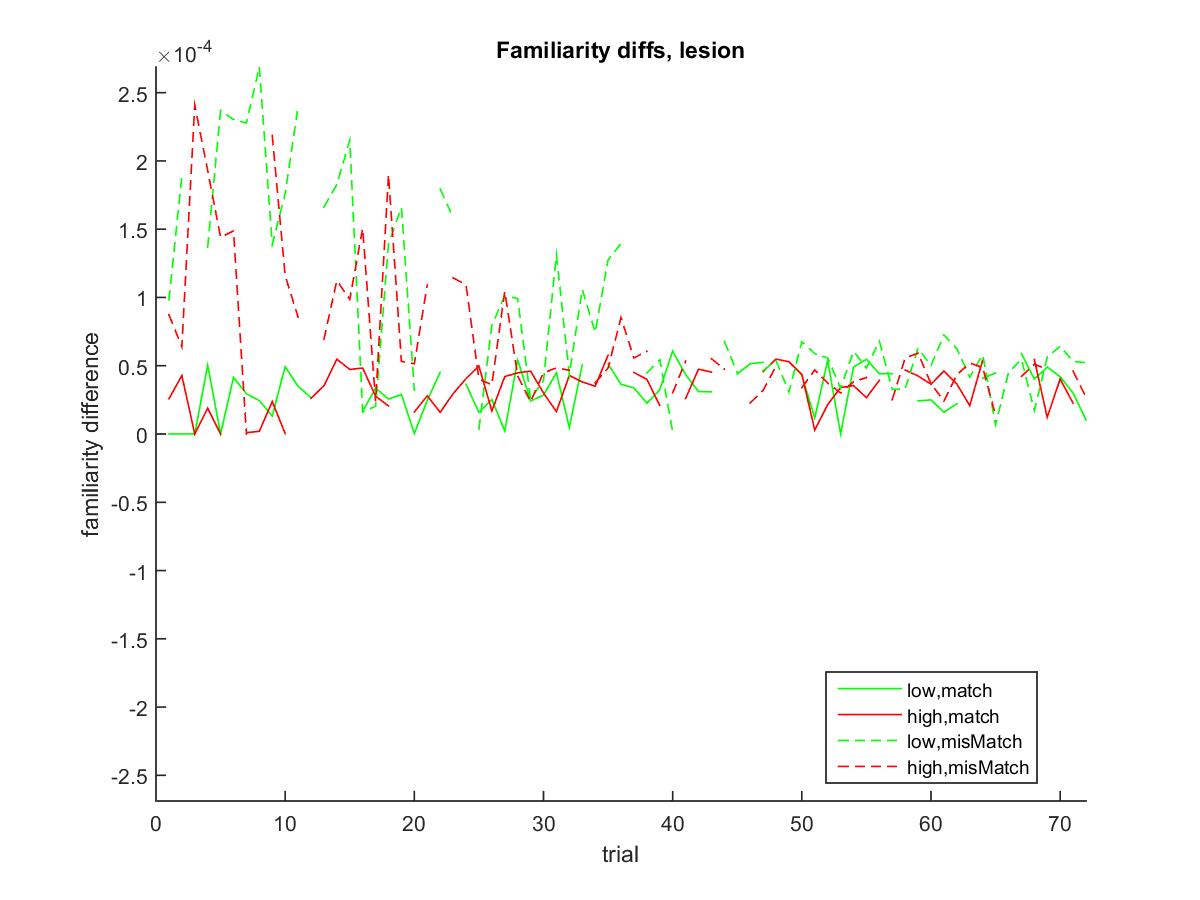 Familiarity diffs, lesion
×10-4
2.5
2
1.5
1
0.5
0
-0.5
-1
-1.5
-2
-2.5
familiarity difference
low,match
high,match
low,misMatch
high,misMatch
0 10 20 30 40 50 60 70
trial